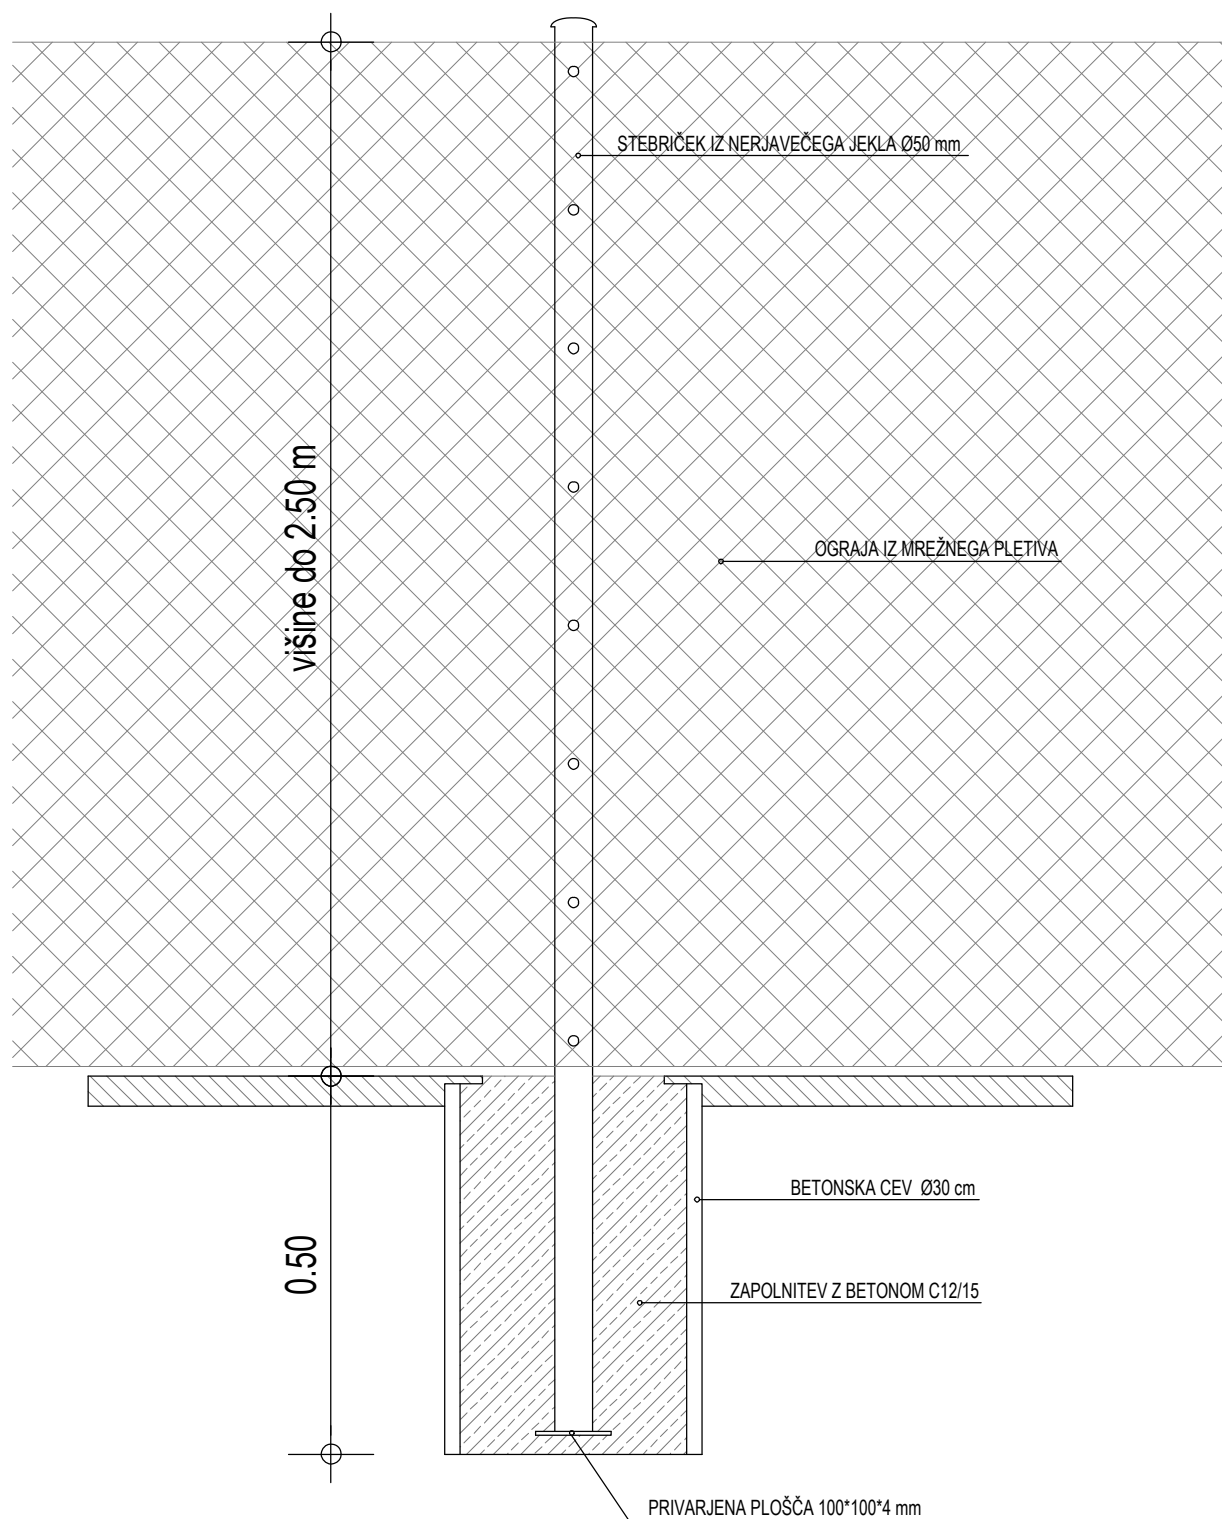 STEBRIČEK IZ NERJAVEČEGA JEKLA Ø50 mm
višine do 2.50 m
OGRAJA IZ MREŽNEGA PLETIVA
BETONSKA CEV Ø30 cm
0.50
ZAPOLNITEV Z BETONOM C12/15
PRIVARJENA PLOŠČA 100*100*4 mm